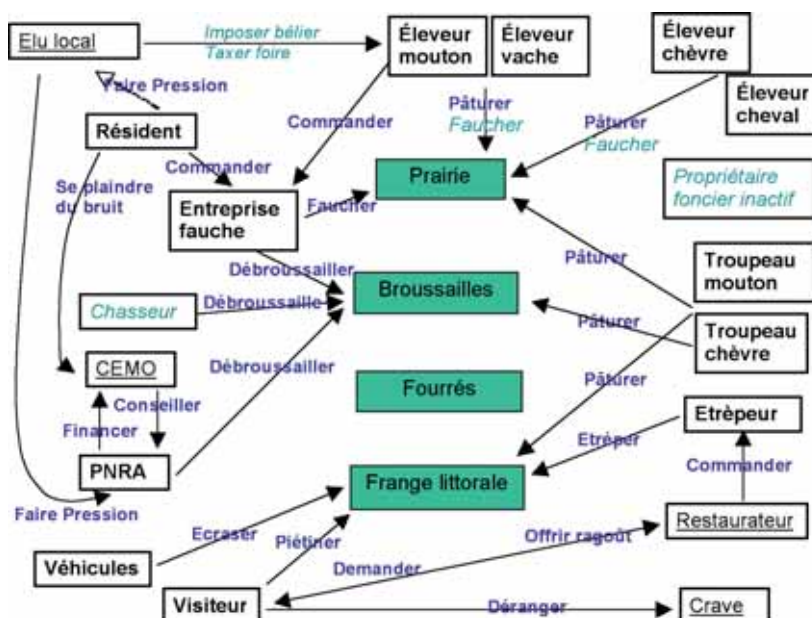 Elu local
Imposer bélier
Taxer foire
Éleveur
mouton
Éleveur
vache
Éleveur
chèvre
Éleveur
cheval
Faire Pression
Résident
Commander
Pâturer
Faucher
Pâturer
Faucher
Commander
Prairie
Propriétaire
foncier inactif
Se plaindre
du bruit
Entreprise
fauche
Faucher
Débroussailler
Pâturer
Troupeau
mouton
Chasseur
Débroussaille
Broussailles
Pâturer
Troupeau
chèvre
CEMO
Débroussailler
Fourrés
Pâturer
Conseiller
Financer
Etrèpeur
Etrèper
PNRA
Frange littorale
Commander
Faire Pression
Ecraser
Piétiner
Offrir ragoût
Restaurateur
Véhicules
Demander
Visiteur
Déranger
Crave